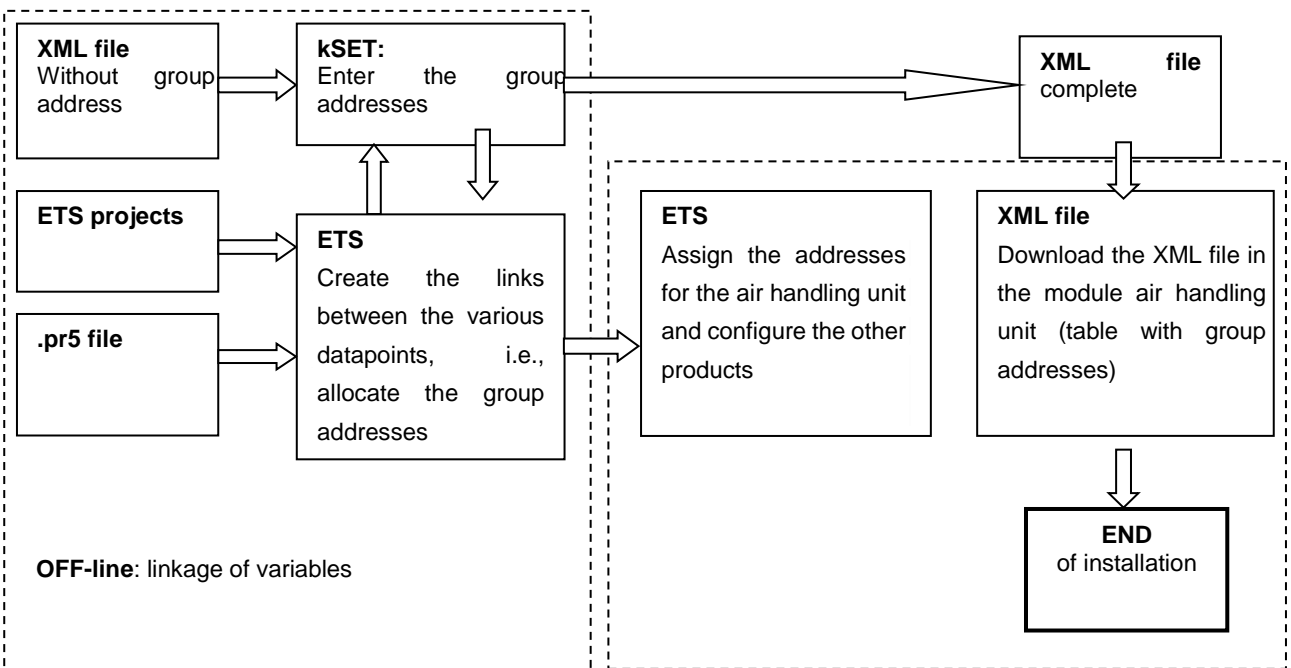 XML file
Without group
address
kSET:
Enter the group
addresses
XML file
complete
ETS projects
.pr5 file
ETS
Create the links
between the various
datapoints, i.e.,
allocate the group
addresses
ETS
Assign the addresses
for the air handling unit
and configure the other
products
XML file
Download the XML file in
the module air handling
unit (table with group
addresses)
END
of installation
OFF-line: linkage of variables